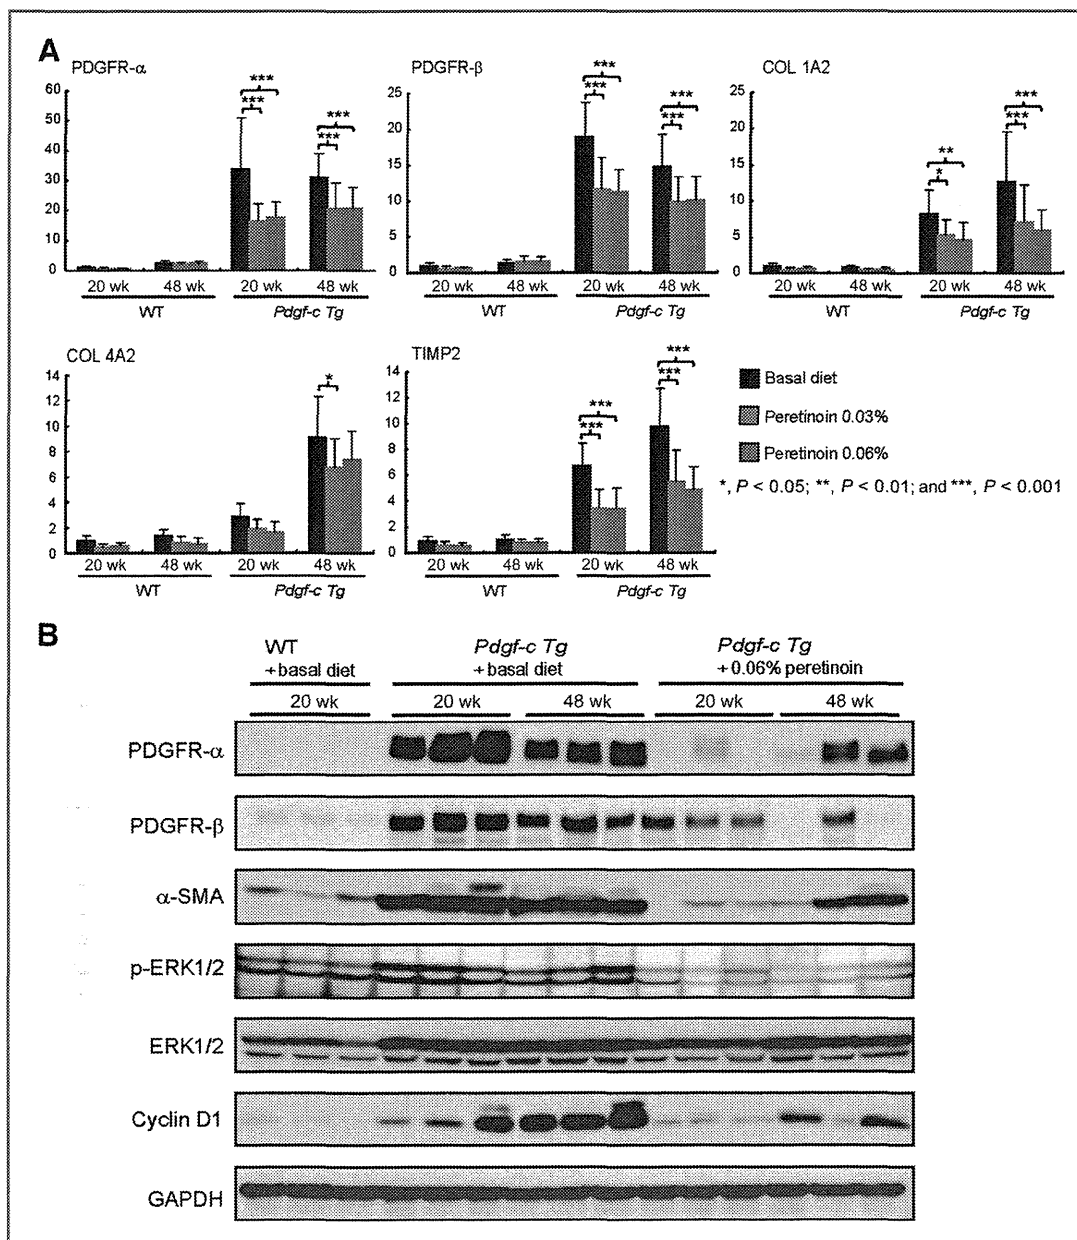 A
PDGFR-α
60
50
40
30
20
10
0
20 wk 48 wk 20 wk 48 wk
WT Pdgf-c Tg
*** *** *** ***
PDGFR-β
25
20
15
10
5
0
20 wk 48 wk 20 wk 48 wk
WT Pdgf-c Tg
*** *** *** ***
COL 1A2
25
20
15
10
5
0
20 wk 48 wk 20 wk 48 wk
WT Pdgf-c Tg
** * *** ***
COL 4A2
14
12
10
8
6
4
2
0
20 wk 48 wk 20 wk 48 wk
WT Pdgf-c Tg
*
TIMP2
14
12
10
8
6
4
2
0
20 wk 48 wk 20 wk 48 wk
WT Pdgf-c Tg
*** *** *** ***
Basal diet
Peretinoin 0.03%
Peretinoin 0.06%
*, P < 0.05; **, P < 0.01; and ***, P < 0.001
B
WT Pdgf-c Tg Pdgf-c Tg
+ basal diet + basal diet + 0.06% peretinoin
20 wk 20 wk 48 wk 20 wk 48 wk
PDGFR-α
PDGFR-β
α-SMA
p-ERK1/2
ERK1/2
Cyclin D1
GAPDH